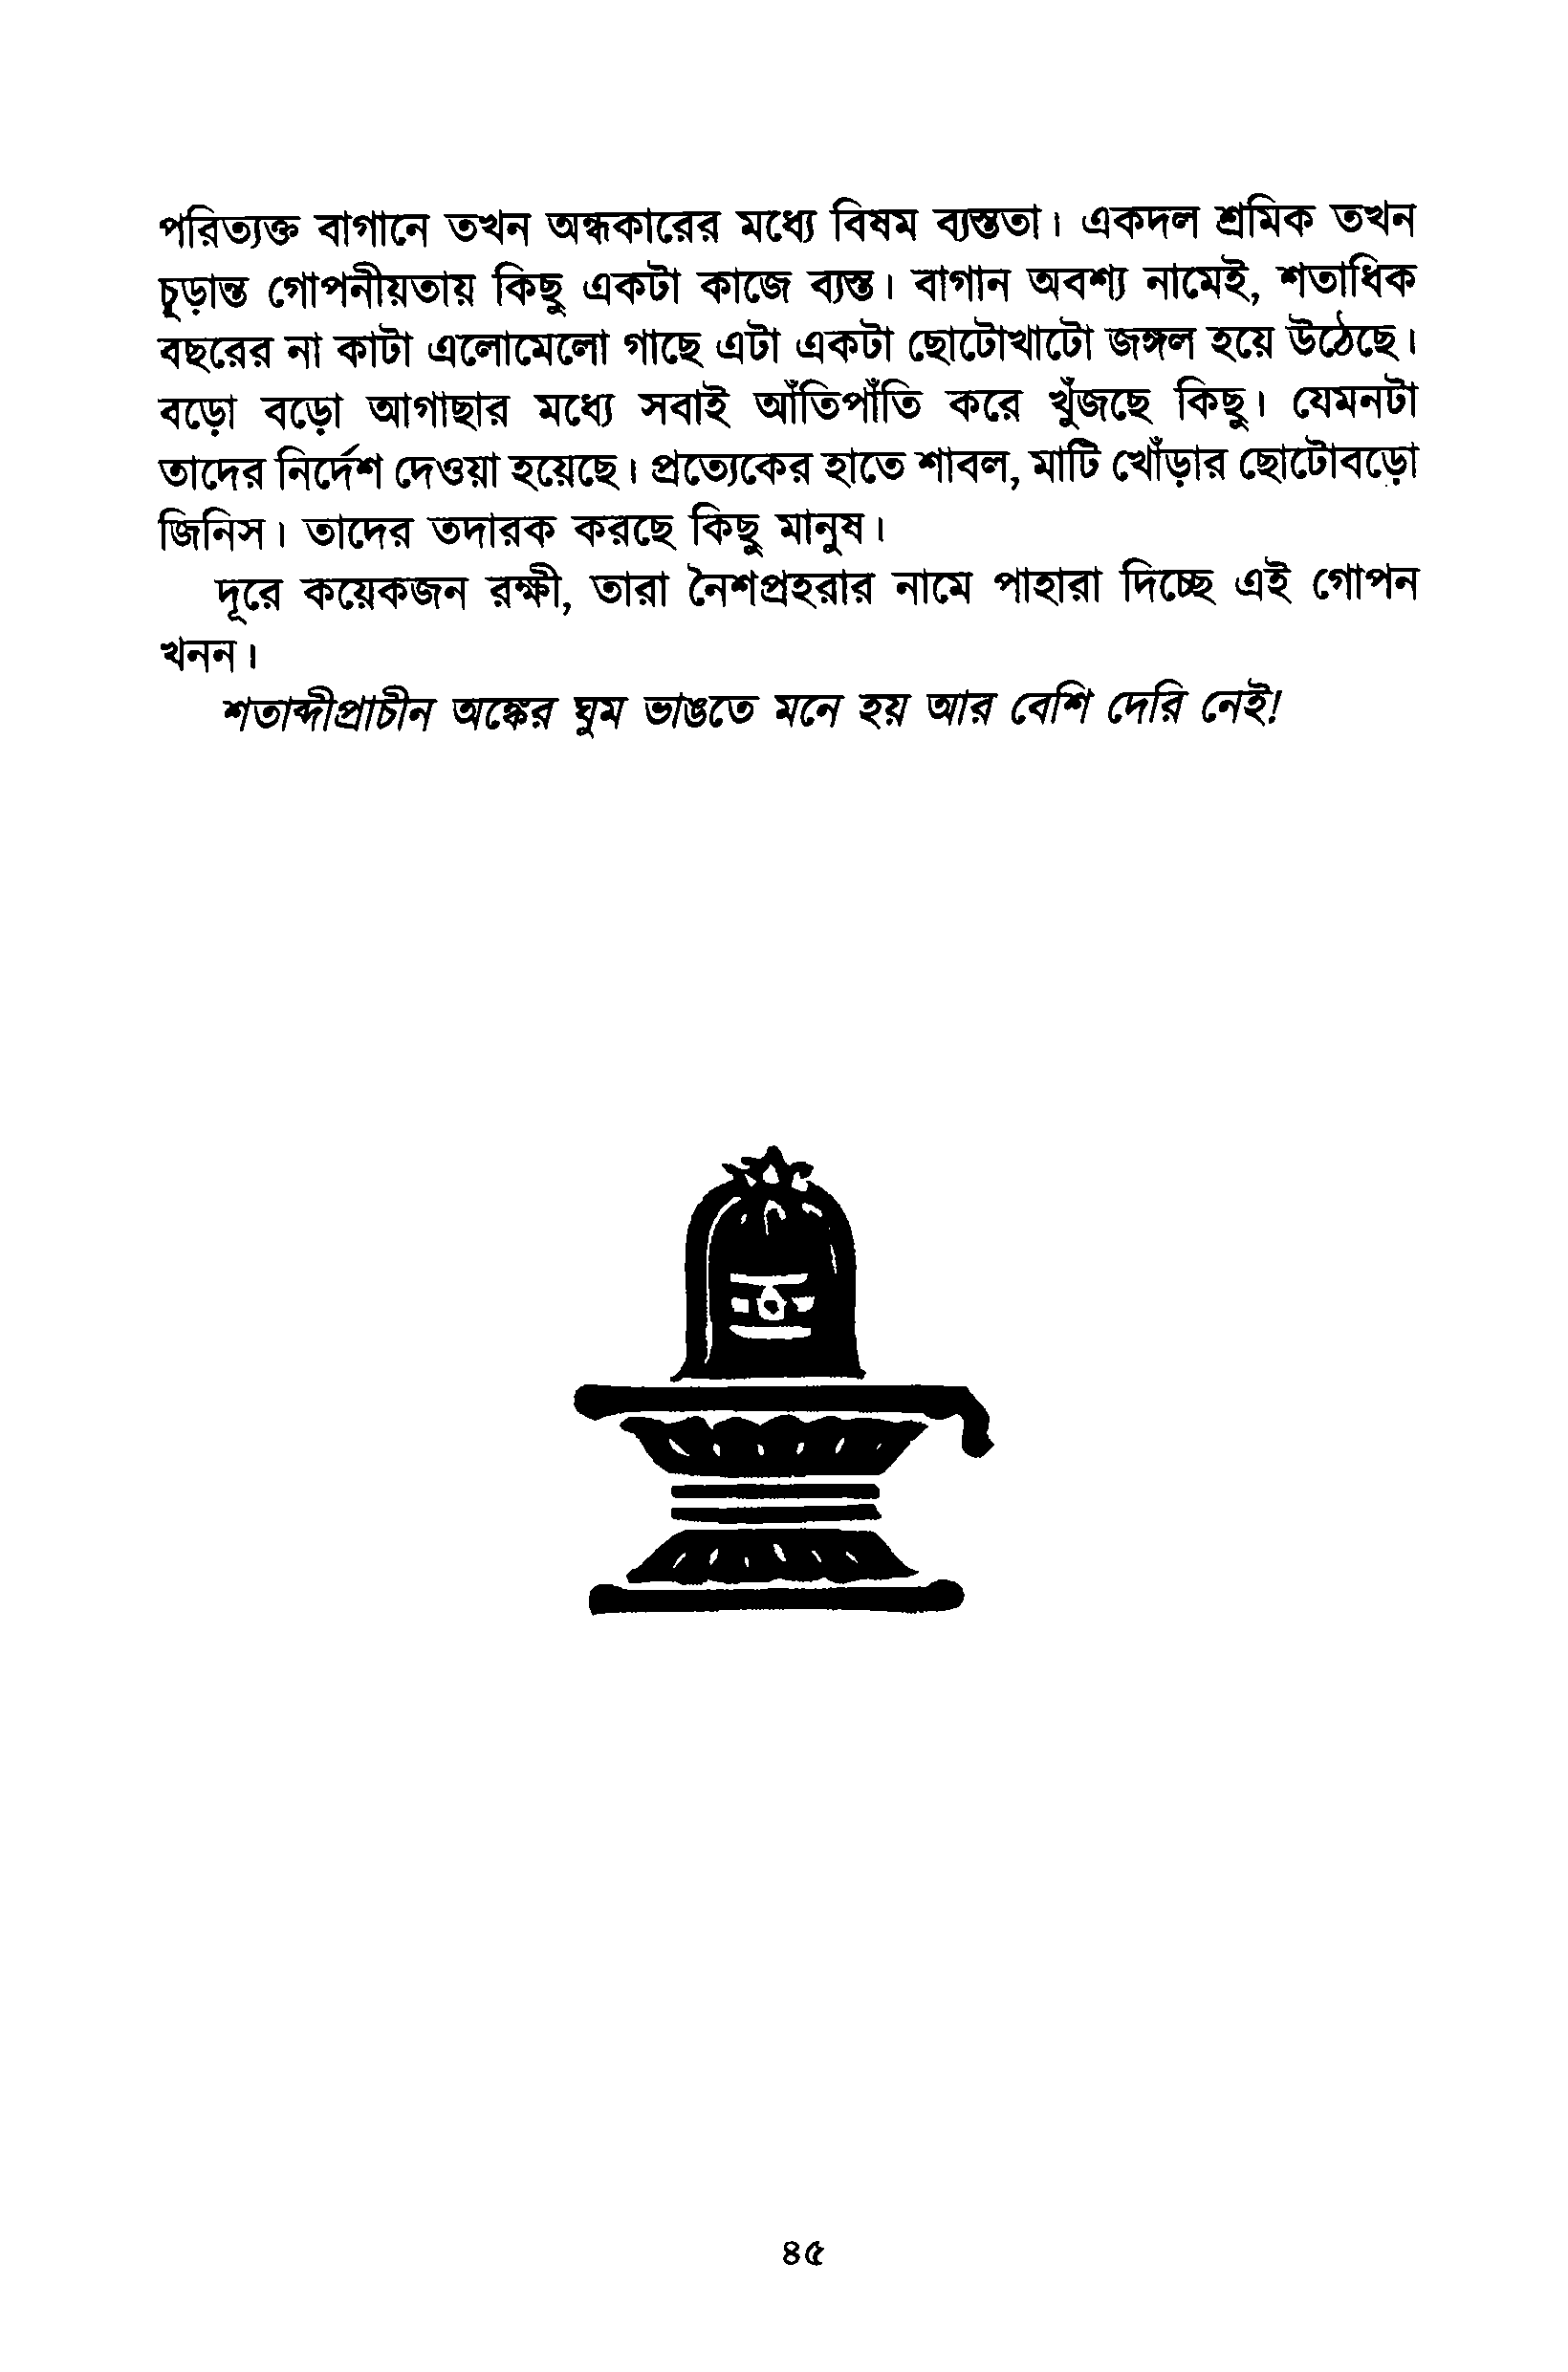 পরিত্যক্ত বাগানে তখন অন্ধকারের মধ্যে বিষম ব্যস্ততা। একদল শ্রমিক তখন
চূড়ান্ত গোপনীয়তায় কিছু একটা কাজে ব্যস্ত। বাগান অবশ্য নামেই, শতাধিক
বছরের না কাটা এলোমেলো গাছে এটা একটা ছোটোখাটো জঙ্গল হয়ে উঠেছে।
বড়ো বড়ো আগাছার মধ্যে সবাই আঁতিপাঁতি করে খুঁজছে কিছু। যেমনটা
তাদের নির্দেশ দেওয়া হয়েছে। প্রত্যেকের হাতে শাবল, মাটি খোঁড়ার ছোটোবড়ো
জিনিস। তাদের তদারক করছে কিছু মানুষ।
দূরে কয়েকজন রক্ষী, তারা নৈশপ্রহরার নামে পাহারা দিচ্ছে এই গোপন
খনন।
শতাব্দীপ্রাচীন অঙ্কের ঘুম ভাঙতে মনে হয় আর বেশি দেরি নেই!
৪৫